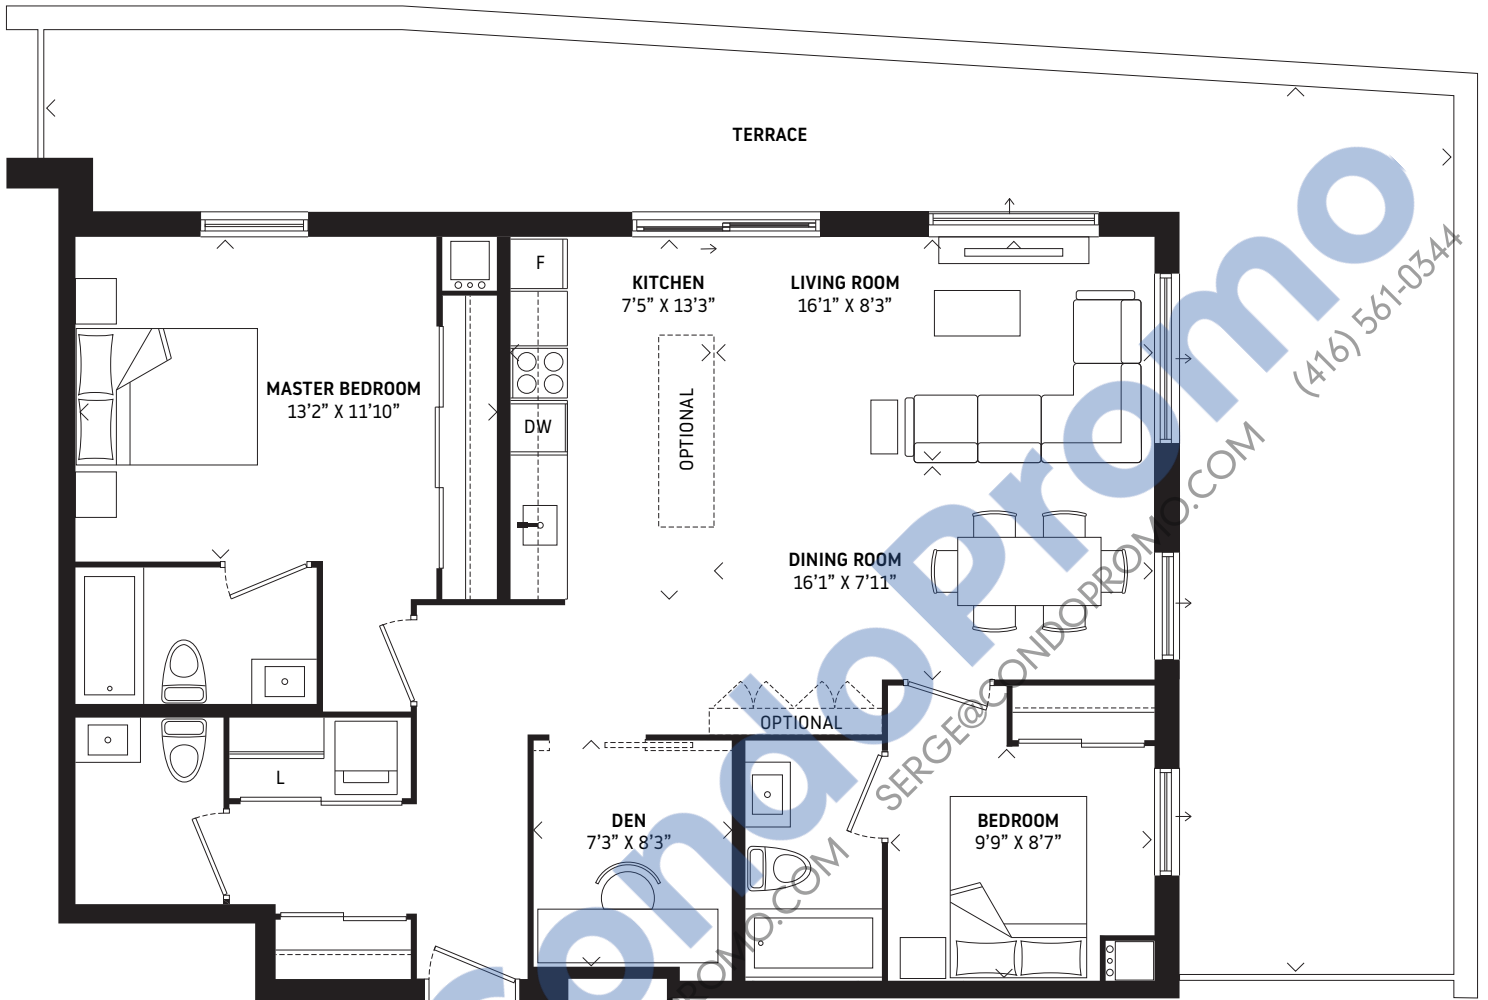 TERRACE
KITCHEN
7'5" X 13'3"
LIVING ROOM
16'1" X 8'3"
MASTER BEDROOM
13'2" X 11'10"
F
DW
OPTIONAL
DINING ROOM
16'1" X 7'11"
OPTIONAL
L
DEN
7'3" X 8'3"
BEDROOM
9'9" X 8'7"
CondoPromo
SERGE@CONDOPROMO.COM
(416) 561-0344
PROMO.COM